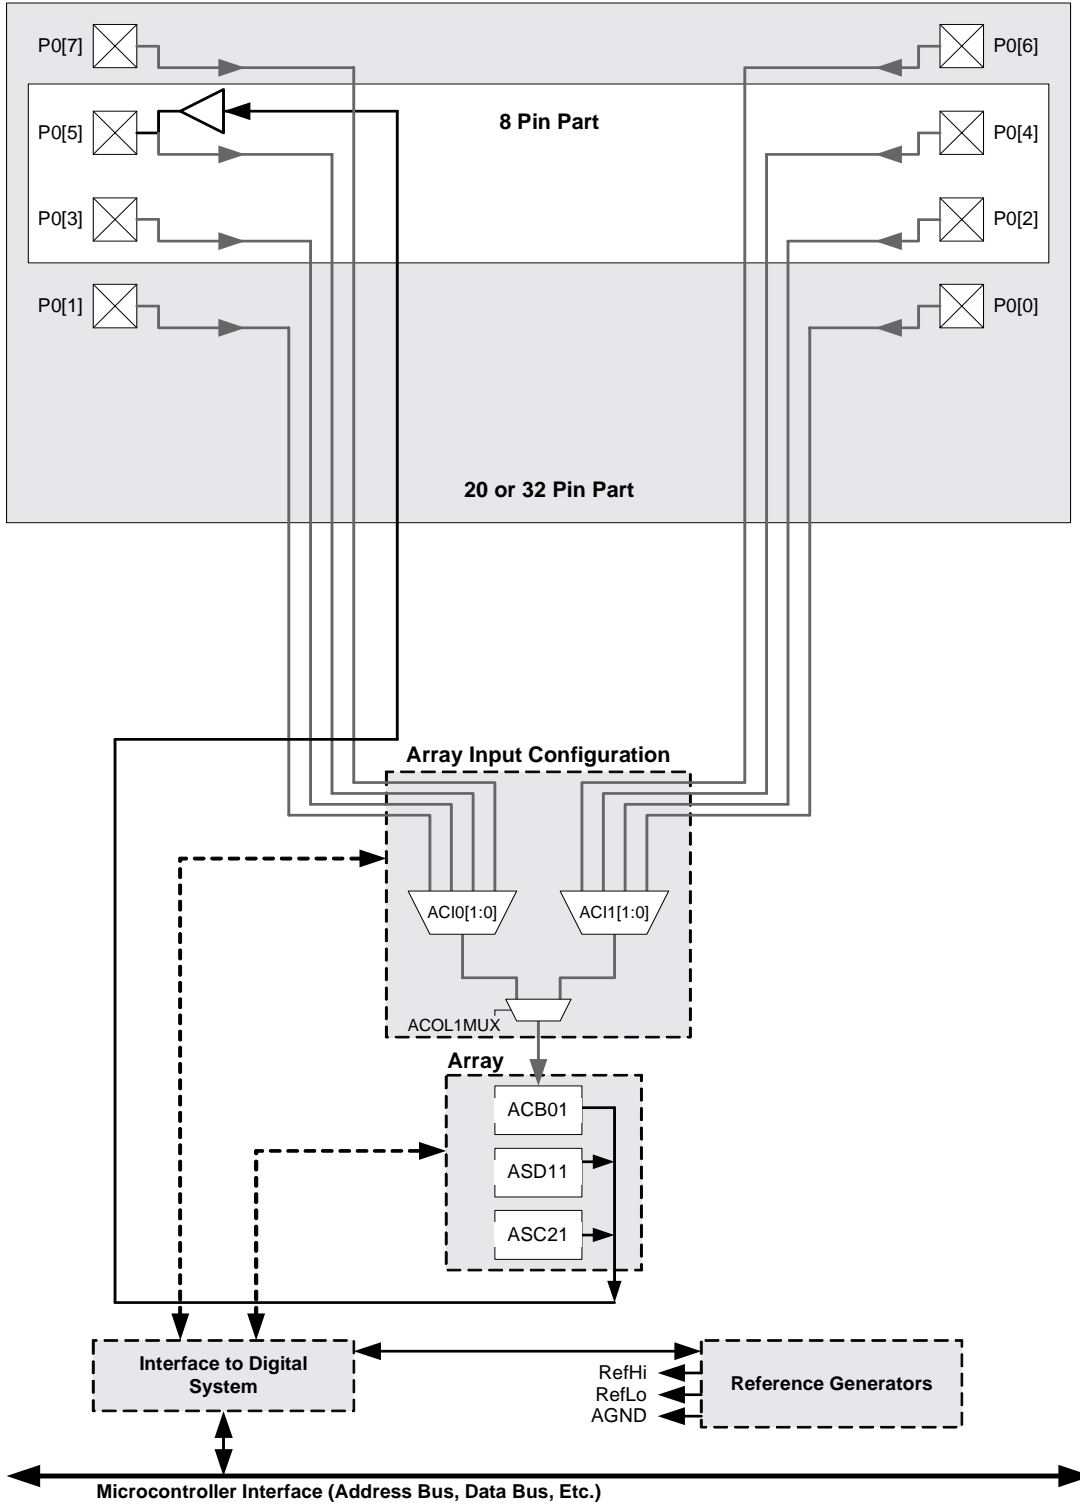 P0[7]
P0[6]
P0[5]
8 Pin Part
P0[4]
P0[3]
P0[2]
P0[1]
P0[0]
20 or 32 Pin Part
Array Input Configuration
ACI0[1:0]
ACI1[1:0]
ACOL1MUX
Array
ACB01
ASD11
ASC21
Interface to Digital
System
RefHi
RefLo
AGND
Reference Generators
Microcontroller Interface (Address Bus, Data Bus, Etc.)